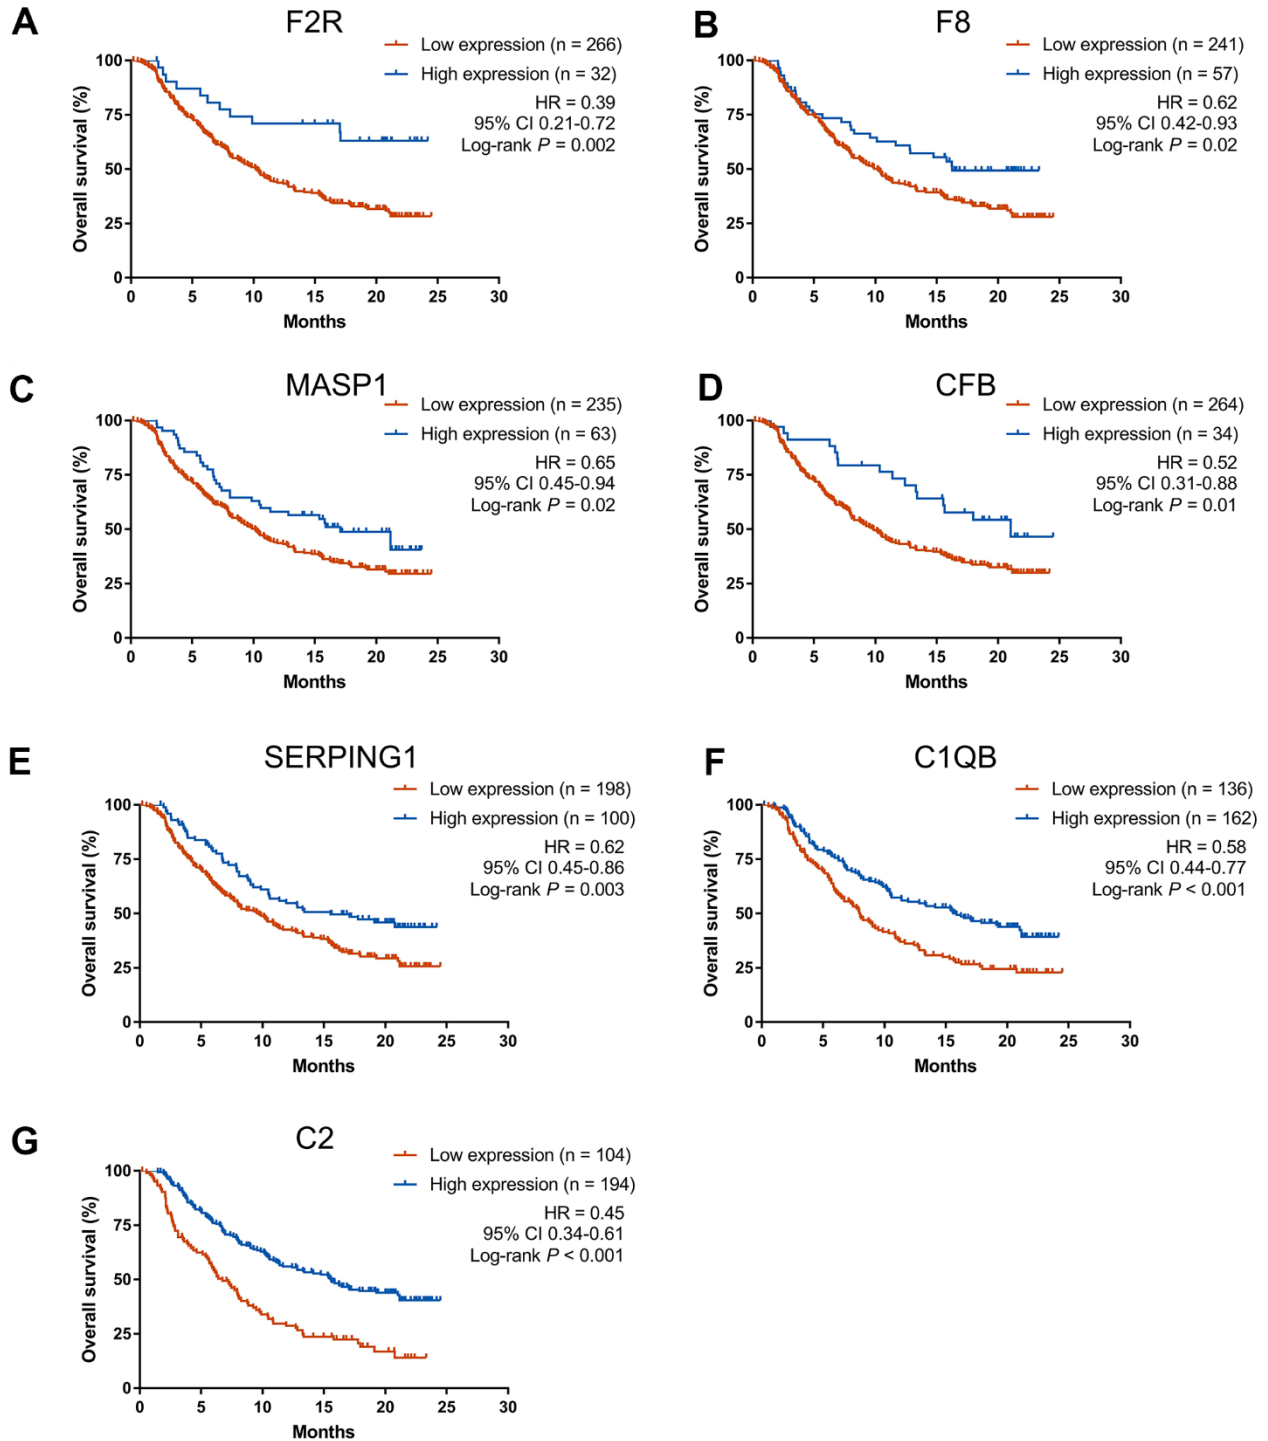 A
F2R
Low expression (n = 266)
High expression (n = 32)
HR = 0.39
95% CI 0.21-0.72
Log-rank P = 0.002
Overall survival (%)
100
75
50
25
0
0 5 10 15 20 25 30
Months
B
F8
Low expression (n = 241)
High expression (n = 57)
HR = 0.62
95% CI 0.42-0.93
Log-rank P = 0.02
Overall survival (%)
100
75
50
25
0
0 5 10 15 20 25 30
Months
C
MASP1
Low expression (n = 235)
High expression (n = 63)
HR = 0.65
95% CI 0.45-0.94
Log-rank P = 0.02
Overall survival (%)
100
75
50
25
0
0 5 10 15 20 25 30
Months
D
CFB
Low expression (n = 264)
High expression (n = 34)
HR = 0.52
95% CI 0.31-0.88
Log-rank P = 0.01
Overall survival (%)
100
75
50
25
0
0 5 10 15 20 25 30
Months
E
SERPING1
Low expression (n = 198)
High expression (n = 100)
HR = 0.62
95% CI 0.45-0.86
Log-rank P = 0.003
Overall survival (%)
100
75
50
25
0
0 5 10 15 20 25 30
Months
F
C1QB
Low expression (n = 136)
High expression (n = 162)
HR = 0.58
95% CI 0.44-0.77
Log-rank P < 0.001
Overall survival (%)
100
75
50
25
0
0 5 10 15 20 25 30
Months
G
C2
Low expression (n = 104)
High expression (n = 194)
HR = 0.45
95% CI 0.34-0.61
Log-rank P < 0.001
Overall survival (%)
100
75
50
25
0
0 5 10 15 20 25 30
Months